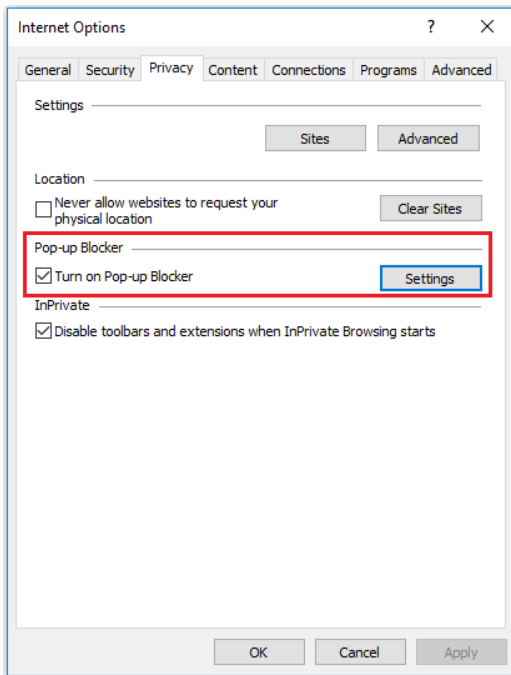 Internet Options ?
General Security Privacy Content Connections Programs Advanced
Settings
Sites Advanced
Location
Never allow websites to request your
physical location
Clear Sites
Pop-up Blocker
Turn on Pop-up Blocker Settings
InPrivate
Disable toolbars and extensions when InPrivate Browsing starts
OK Cancel Apply